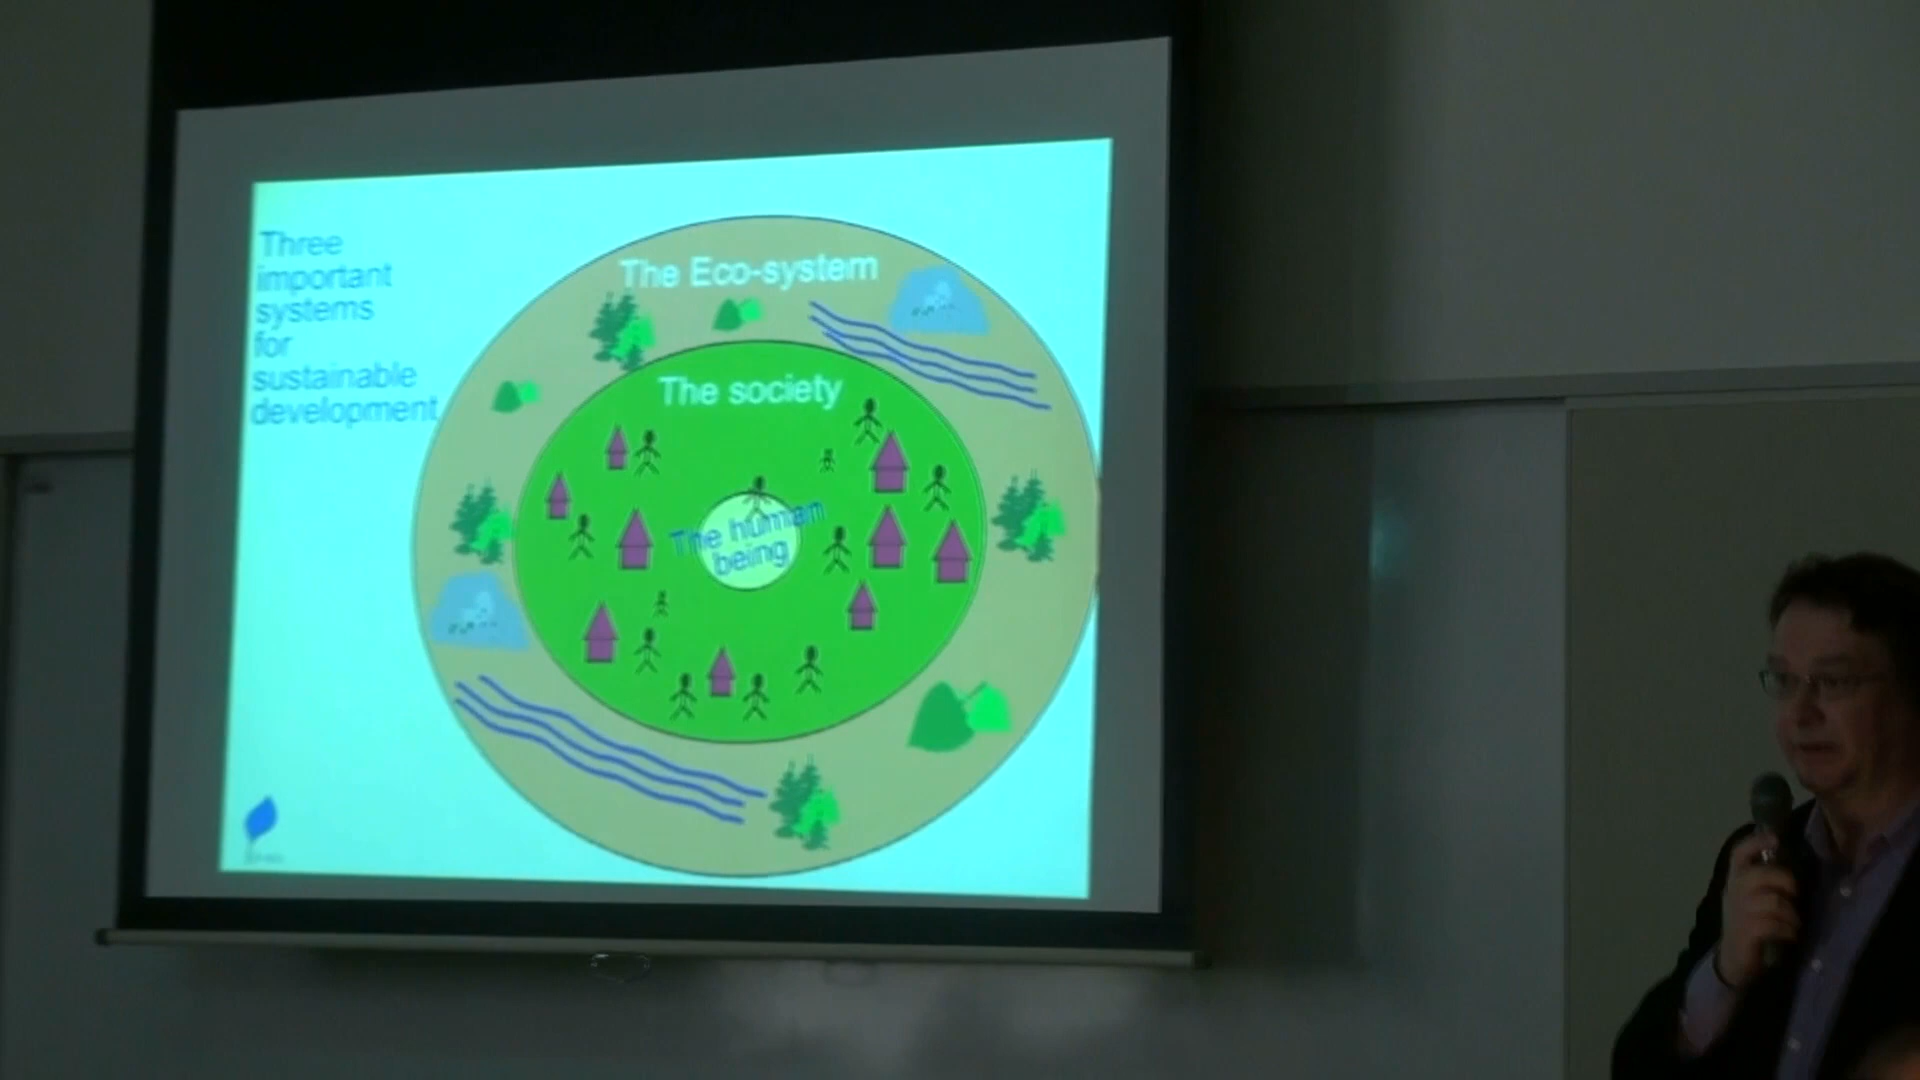 Three
important
systems
for
sustainable
development
The Eco-system
The society
The human
being